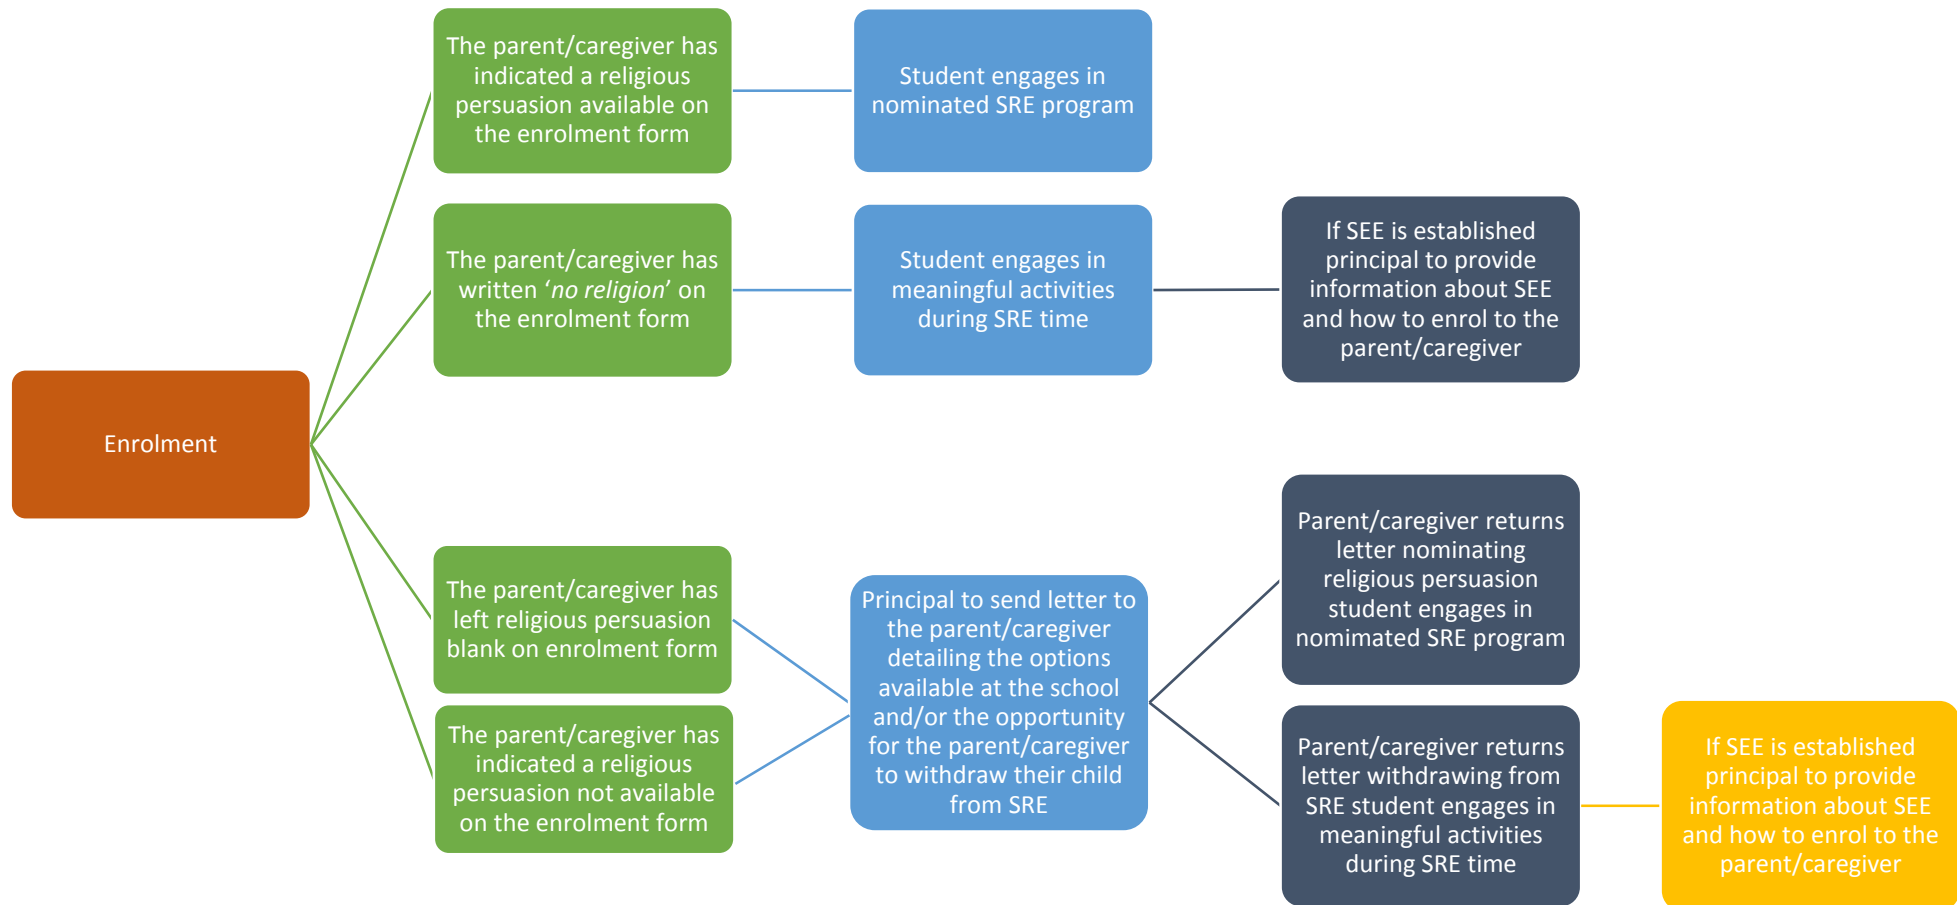 Enrolment
The parent/caregiver has
indicated a religious
persuasion available on
the enrolment form
Student engages in
nominated SRE program
The parent/caregiver has
written ‘no religion’ on
the enrolment form
Student engages in
meaningful activities
during SRE time
If SEE is established
principal to provide
information about SEE
and how to enrol to the
parent/caregiver
The parent/caregiver has
left religious persuasion
blank on enrolment form
The parent/caregiver has
indicated a religious
persuasion not available
on the enrolment form
Principal to send letter to
the parent/caregiver
detailing the options
available at the school
and/or the opportunity
for the parent/caregiver
to withdraw their child
from SRE
Parent/caregiver returns
letter nominating
religious persuasion
student engages in
nomimated SRE program
Parent/caregiver returns
letter withdrawing from
SRE student engages in
meaningful activities
during SRE time
If SEE is established
principal to provide
information about SEE
and how to enrol to the
parent/caregiver